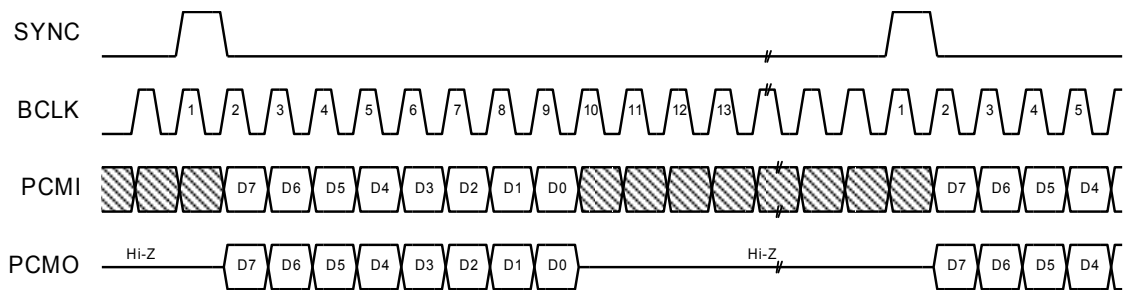 SYNC
BCLK 1 2 3 4 5 6 7 8 9 10 11 12 13 1 2 3 4 5
PCMI D7 D6 D5 D4 D3 D2 D1 D0 D7 D6 D5 D4
PCMO Hi-Z D7 D6 D5 D4 D3 D2 D1 D0 Hi-Z D7 D6 D5 D4